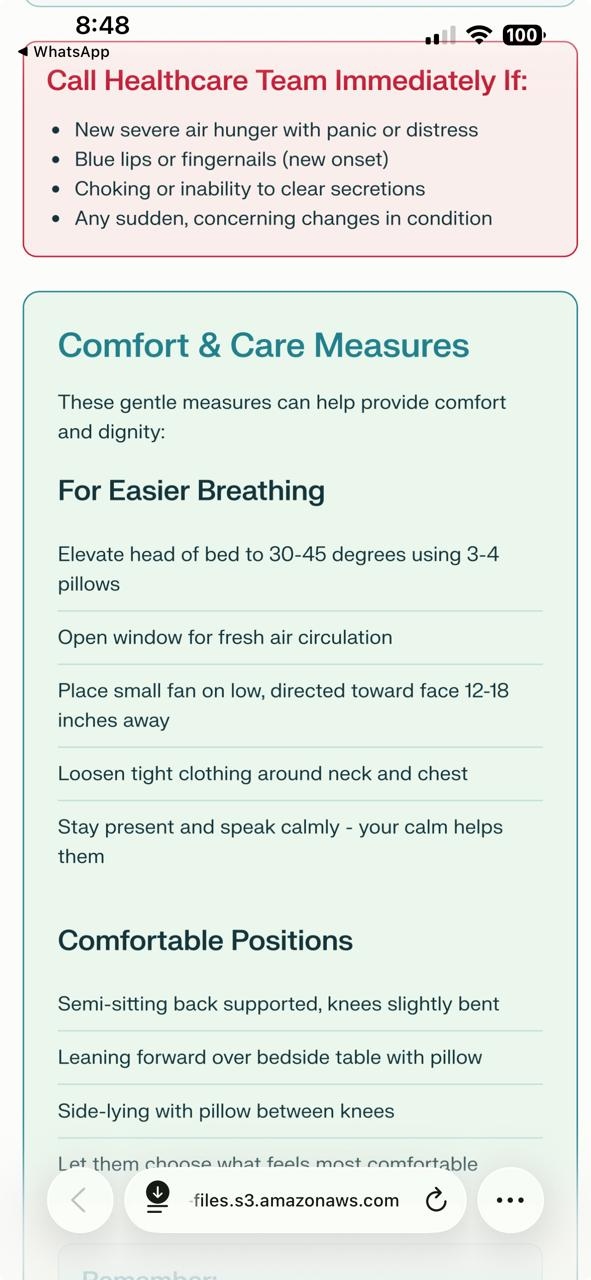 8:48
100
WhatsApp
Call Healthcare Team Immediately If:
• New severe air hunger with panic or distress
• Blue lips or fingernails (new onset)
• Choking or inability to clear secretions
• Any sudden, concerning changes in condition
Comfort & Care Measures
These gentle measures can help provide comfort
and dignity:
For Easier Breathing
Elevate head of bed to 30-45 degrees using 3-4
pillows
Open window for fresh air circulation
Place small fan on low, directed toward face 12-18
inches away
Loosen tight clothing around neck and chest
Stay present and speak calmly - your calm helps
them
Comfortable Positions
Semi-sitting back supported, knees slightly bent
Leaning forward over bedside table with pillow
Side-lying with pillow between knees
Let them choose what feels most comfortable
-files.s3.amazonaws.com
Remember: